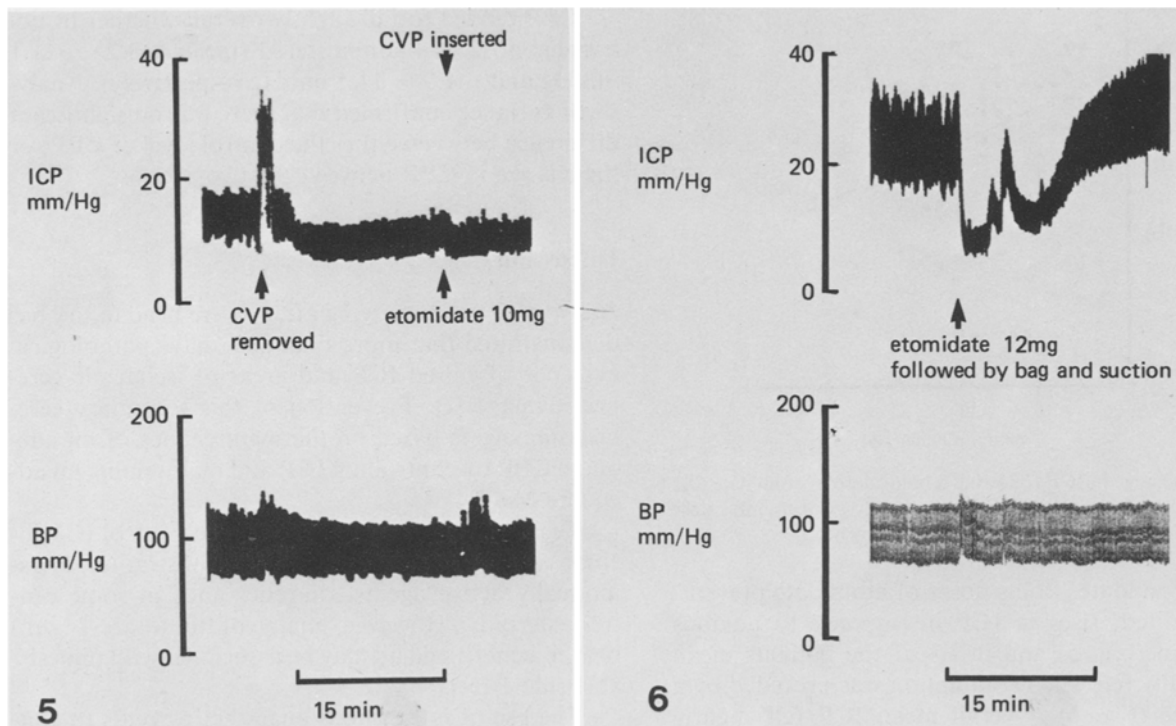 CVP inserted
40
ICP
mm/Hg
20
0
CVP
removed
etomidate 10mg
200
BP
mm/Hg
100
0
5
15 min
40
ICP
mm/Hg
20
0
etomidate 12mg
followed by bag and suction
200
BP
mm/Hg
100
0
6
15 min